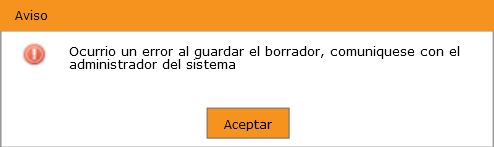 Aviso
Ocurrio un error al guardar el borrador, comuniquese con el
administrador del sistema
Aceptar